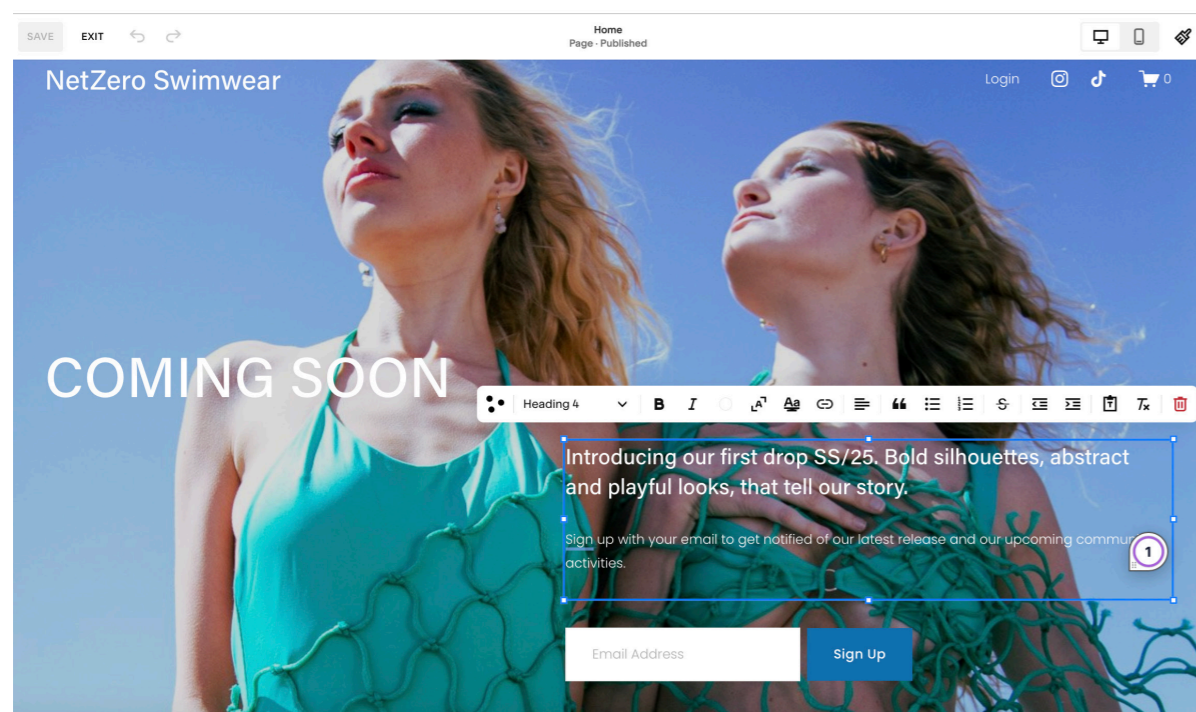 SAVE
EXIT
Home
Page · Published
NetZero Swimwear
Login
0
COMING SOON
Heading 4
B
I
A
Aa
S
T
Tx
Introducing our first drop SS/25. Bold silhouettes, abstract
and playful looks, that tell our story.
Sign up with your email to get notified of our latest release and our upcoming
1
activities.
Email Address
Sign Up